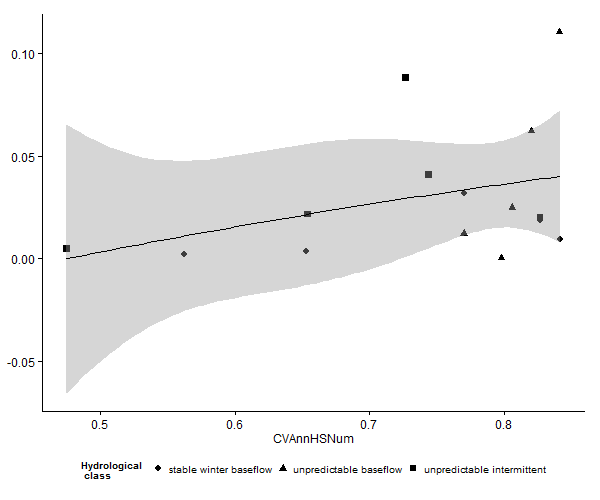 0.10
0.05
0.00
-0.05
0.5 0.6 0.7 0.8
CVAnnHSNum
Hydrological
class
stable winter baseflow unpredictable baseflow unpredictable intermittent